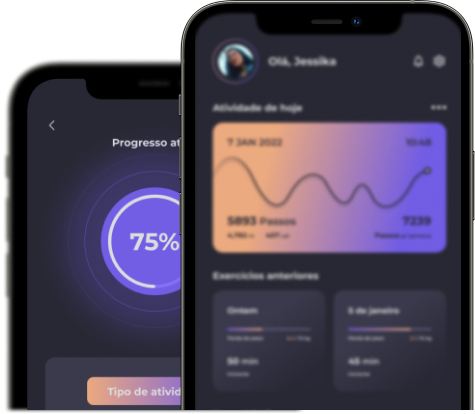 Progresso at
75%
Tipo de ativid
Olá, Jessika
Atividade de hoje
7 JAN 2022
10:48
5893 Passos
7239
Exercícios anteriores
Ontem
50 min
5 de janeiro
45 min